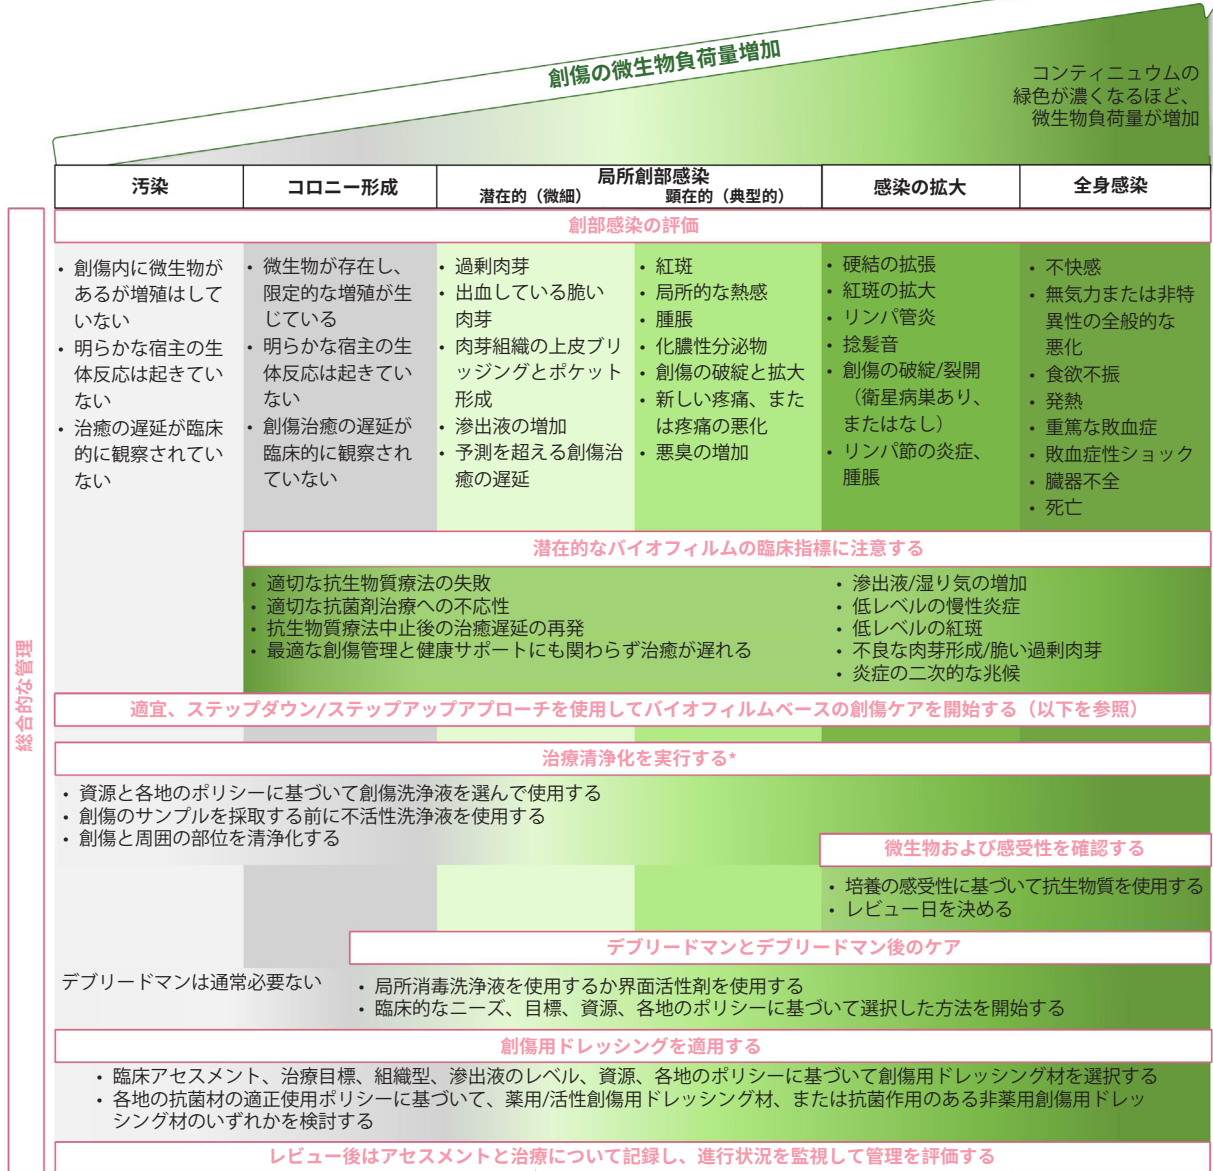 創傷の微生物負荷量増加
コンティニュウムの
緑色が濃くなるほど、
微生物負荷量が増加
汚染
コロニー形成
局所創部感染
潜在的（微細）
顕在的（典型的）
感染の拡大
全身感染
総合的な管理
創部感染の評価
• 創傷内に微生物が
あるが増殖はして
いない
• 明らかな宿主の生
体反応は起きてい
ない
• 治癒の遅延が臨床
的に観察されてい
ない
• 微生物が存在し、
限定的な増殖が生
じている
• 明らかな宿主の生
体反応は起きてい
ない
• 創傷治癒の遅延が
臨床的に観察され
ていない
• 過剰肉芽
• 出血している脆い
肉芽
• 肉芽組織の上皮ブリ
ッジングとポケット
形成
• 滲出液の増加
• 予測を超える創傷治
癒の遅延
• 紅斑
• 局所的な熱感
• 腫脹
• 化膿性分泌物
• 創傷の破綻と拡大
• 新しい疼痛、また
は疼痛の悪化
• 悪臭の増加
• 硬結の拡張
• 紅斑の拡大
• リンパ管炎
• 捻髪音
• 創傷の破綻/裂開
（衛星病巣あり、
またはなし）
• リンパ節の炎症、
腫脹
• 不快感
• 無気力または非特
異性の全般的な
悪化
• 食欲不振
• 発熱
• 重篤な敗血症
• 敗血症性ショック
• 臓器不全
• 死亡
潜在的なバイオフィルムの臨床指標に注意する
• 適切な抗生物質療法の失敗
• 適切な抗菌剤治療への不応性
• 抗生物質療法中止後の治癒遅延の再発
• 最適な創傷管理と健康サポートにも関わらず治癒が遅れる
• 滲出液/湿り気の増加
• 低レベルの慢性炎症
• 低レベルの紅斑
• 不良な肉芽形成/脆い過剰肉芽
• 炎症の二次的な兆候
適宜、ステップダウン/ステップアップアプローチを使用してバイオフィルムベースの創傷ケアを開始する（以下を参照）
治療清浄化を実行する*
• 資源と各地のポリシーに基づいて創傷洗浄液を選んで使用する
• 創傷のサンプルを採取する前に不活性洗浄液を使用する
• 創傷と周囲の部位を清浄化する
微生物および感受性を確認する
• 培養の感受性に基づいて抗生物質を使用する
• レビュー日を決める
デブリードマンとデブリードマン後のケア
デブリードマンは通常必要ない
• 局所消毒洗浄液を使用するか界面活性剤を使用する
• 臨床的なニーズ、目標、資源、各地のポリシーに基づいて選択した方法を開始する
創傷用ドレッシングを適用する
• 臨床アセスメント、治療目標、組織型、滲出液のレベル、資源、各地のポリシーに基づいて創傷用ドレッシング材を選択する
• 各地の抗菌材の適正使用ポリシーに基づいて、薬用/活性創傷用ドレッシング材、または抗菌作用のある非薬用創傷用ドレッ
シング材のいずれかを検討する
レビュー後はアセスメントと治療について記録し、進行状況を監視して管理を評価する